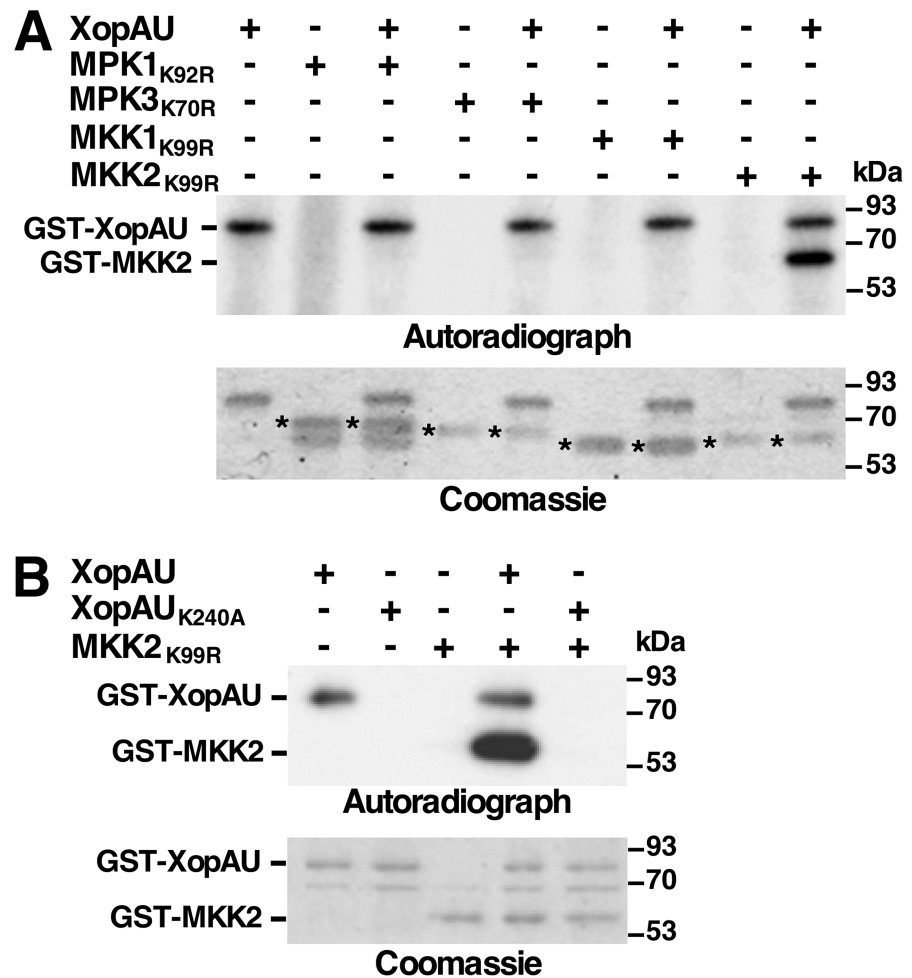 A XopAU + - + - + - + - +
MPK1K92R - + + - - - - - -
MPK3K70R - - - + + - - - -
MKK1K99R - - - - - + + - -
MKK2K99R - - - - - - - + + kDa
GST-XopAU
GST-MKK2
93
70
53
Autoradiograph
* * * * * * * *
93
70
53
Coomassie
B XopAU + - - + -
XopAUK240A - + - - +
MKK2K99R - - + + + kDa
GST-XopAU
GST-MKK2
93
70
53
Autoradiograph
GST-XopAU
GST-MKK2
93
70
53
Coomassie